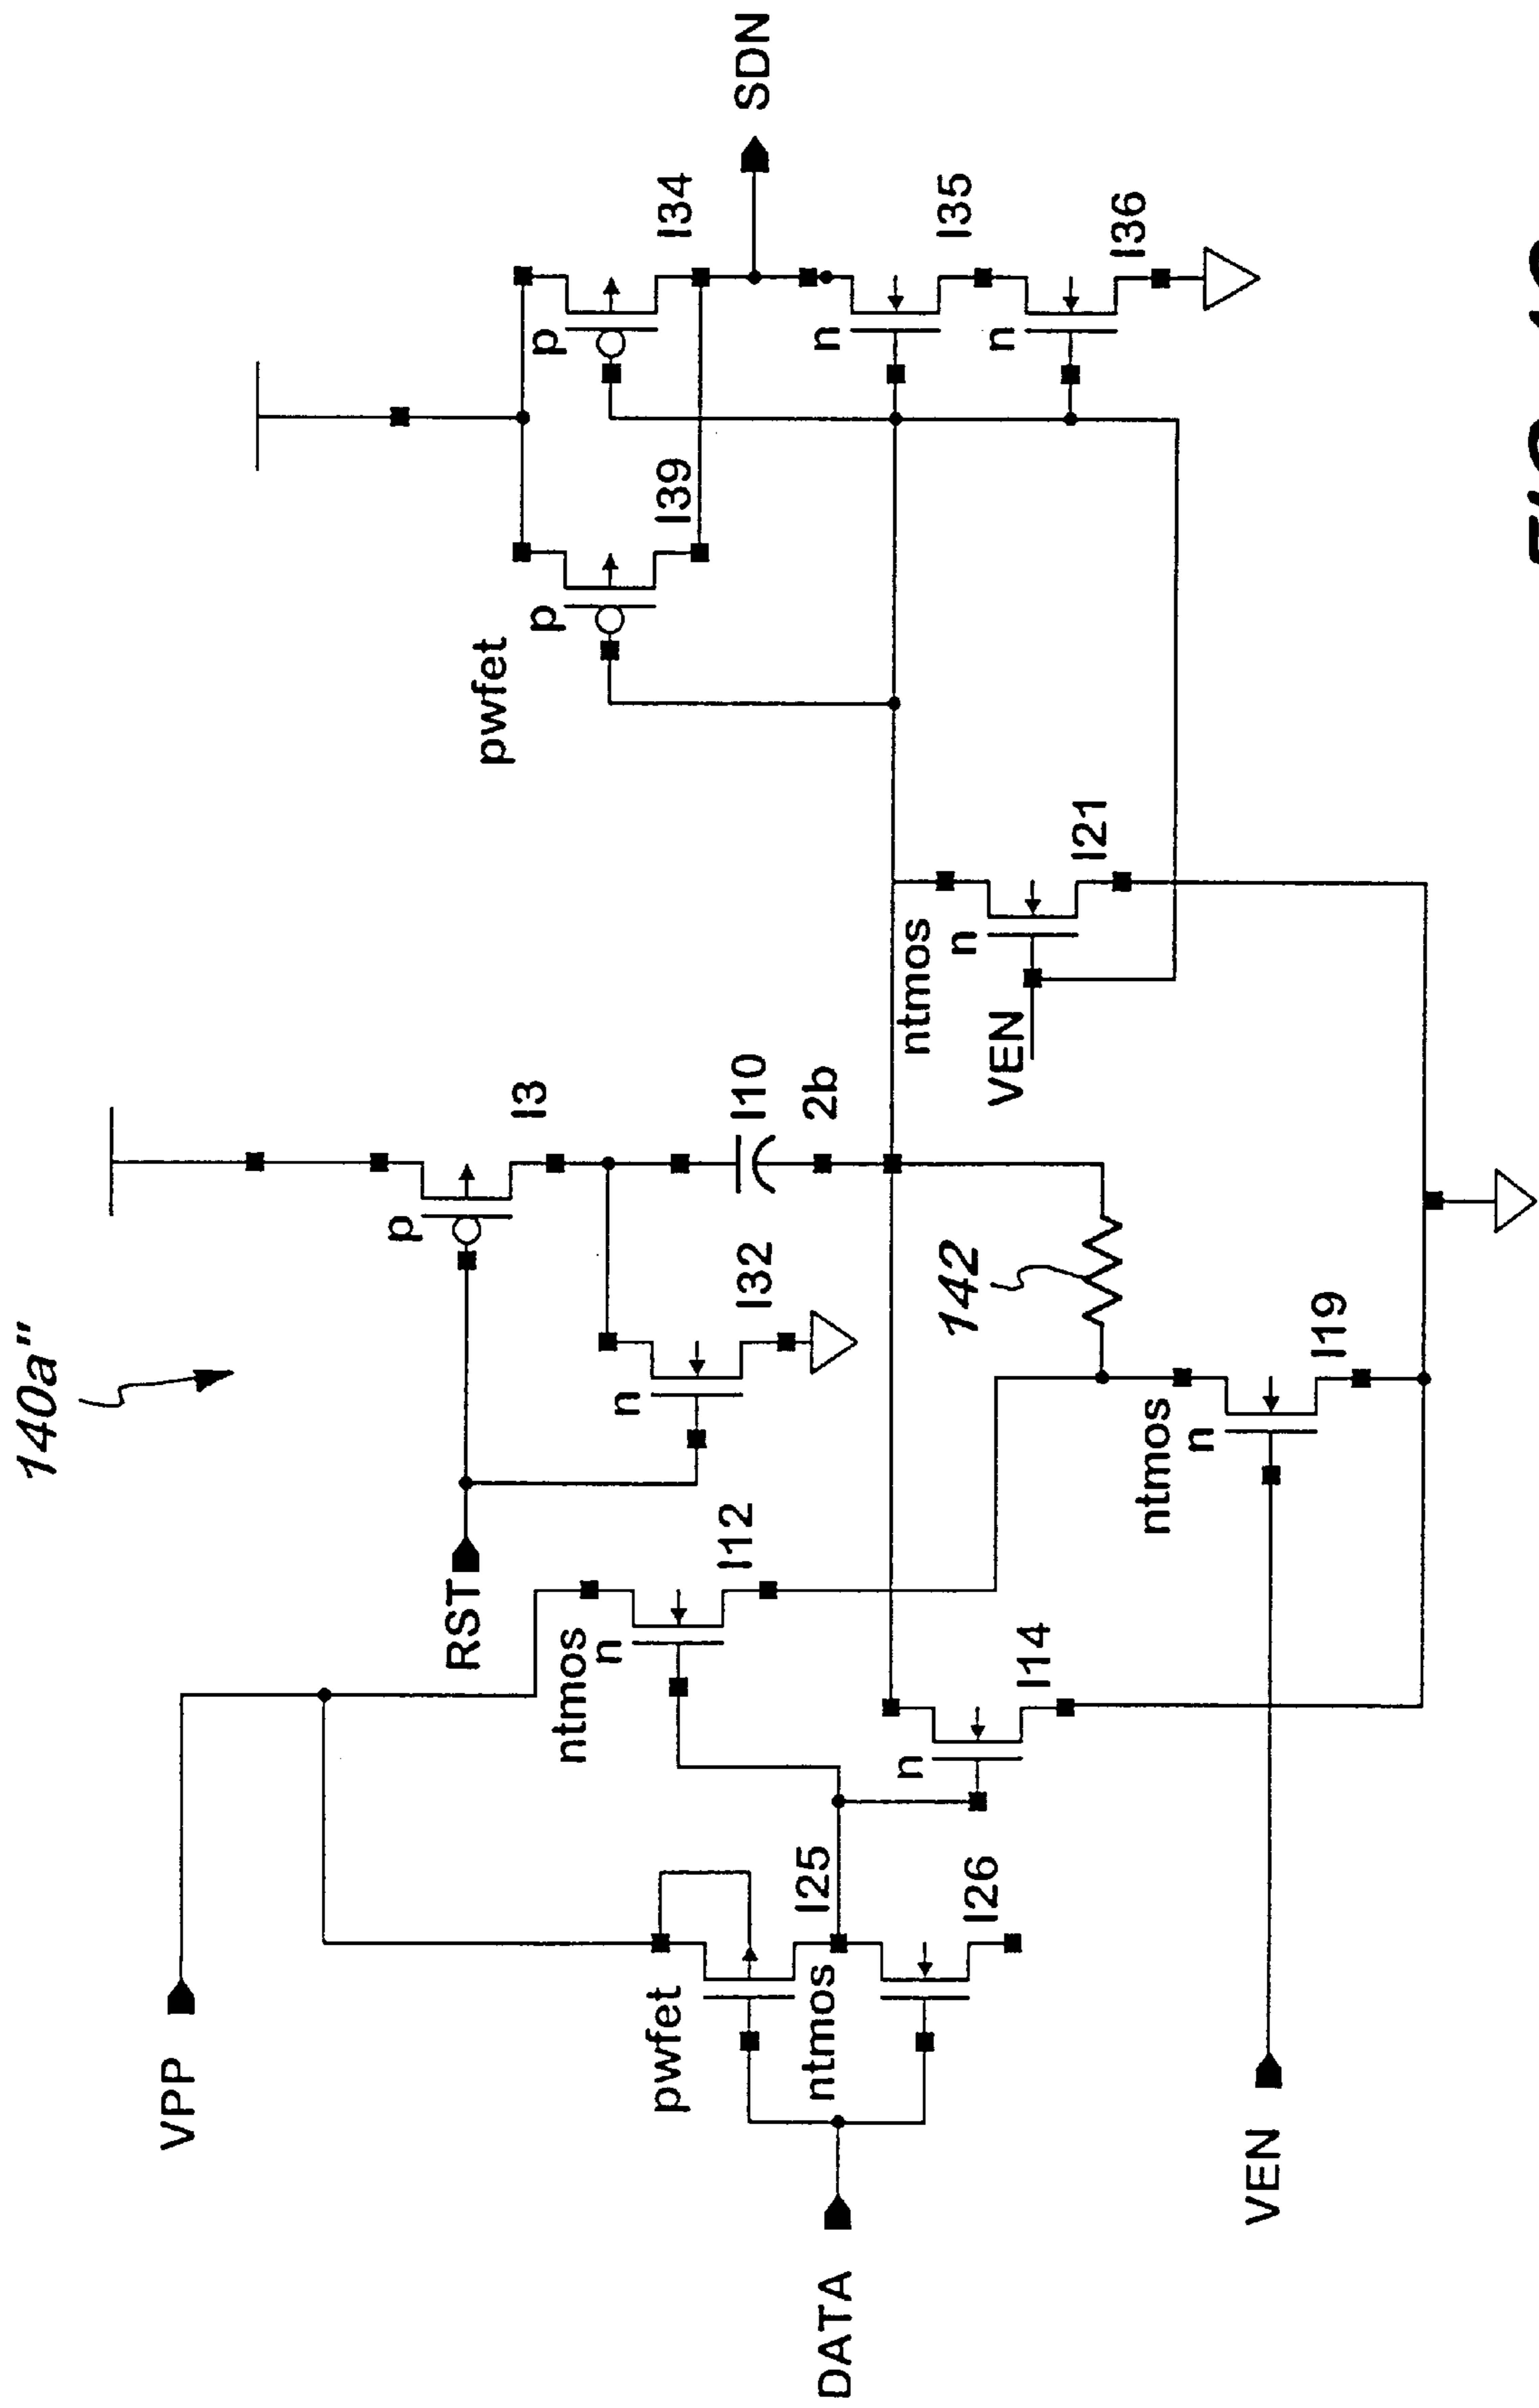 140a"
VPP
DATA
VEN
pwfet
I25
ntmos
I26
ntmos
n
I12
n
I14
RST
p
I3
n
I32
I10
2b
142
ntmos
n
I19
ntmos
n
I21
VEN
pwfet
p
I39
p
I34
SDN
n
I35
n
I36